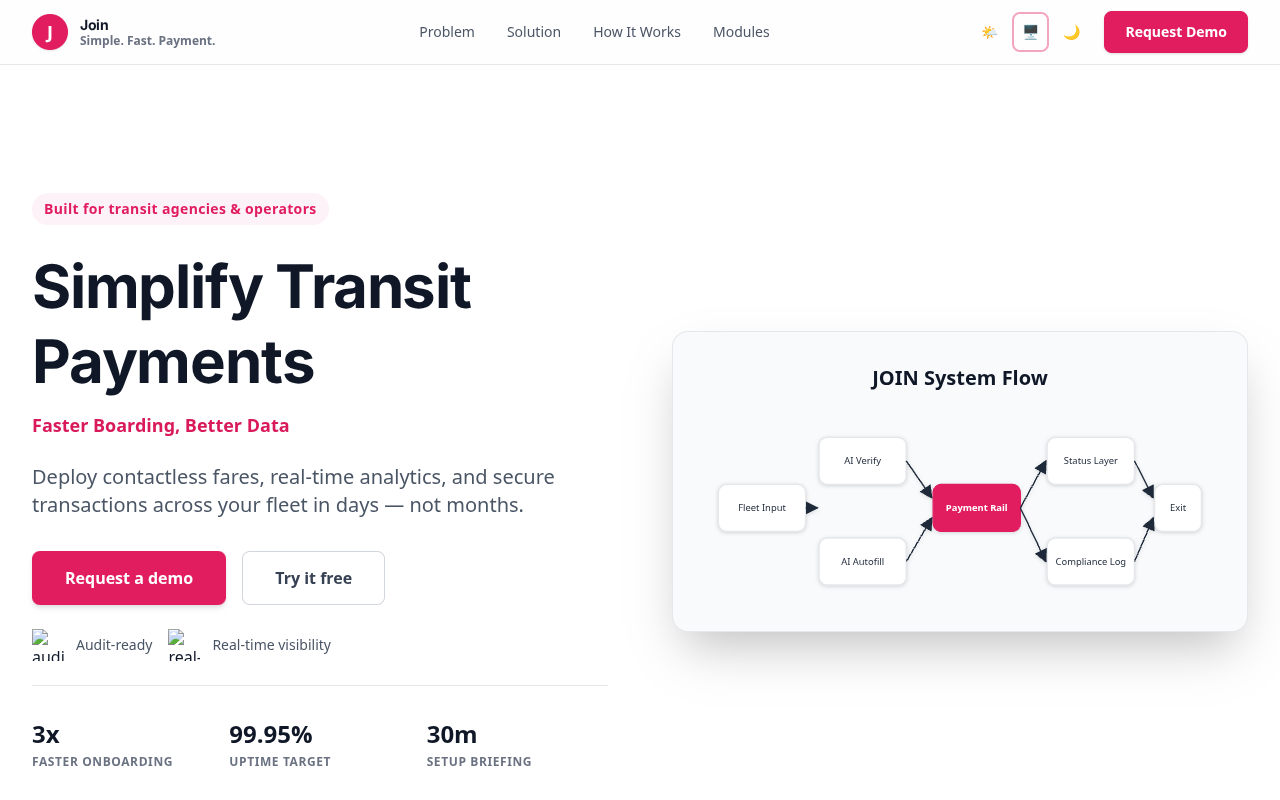 J
Join
Simple. Fast. Payment.
Problem
Solution
How It Works
Modules
Request Demo
Built for transit agencies & operators
Simplify Transit
Payments
Faster Boarding, Better Data
Deploy contactless fares, real-time analytics, and secure
transactions across your fleet in days — not months.
Request a demo
Try it free
audi
Audit-ready
real-
Real-time visibility
3x
FASTER ONBOARDING
99.95%
UPTIME TARGET
30m
SETUP BRIEFING
JOIN System Flow
AI Verify
Status Layer
Fleet Input
Payment Rail
Exit
AI Autofill
Compliance Log